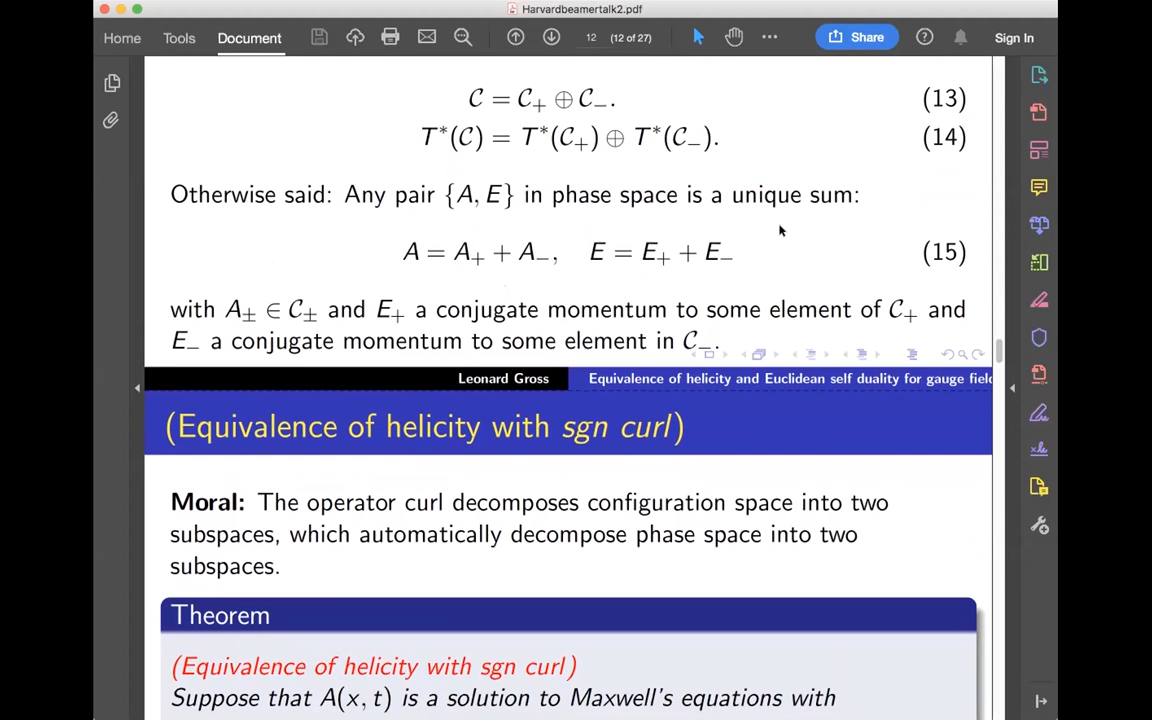 Harvardbeamertalk2.pdf
Home Tools Document 12 (12 of 27) Share Sign In
𝒞 = 𝒞₊ ⊕ 𝒞₋. (13)
T*(𝒞) = T*(𝒞₊) ⊕ T*(𝒞₋). (14)
Otherwise said: Any pair {A, E} in phase space is a unique sum:
A = A₊ + A₋, E = E₊ + E₋ (15)
with A± ∈ 𝒞± and E₊ a conjugate momentum to some element of 𝒞₊ and
E₋ a conjugate momentum to some element in 𝒞₋.
Leonard Gross Equivalence of helicity and Euclidean self duality for gauge field
(Equivalence of helicity with sgn curl)
Moral: The operator curl decomposes configuration space into two
subspaces, which automatically decompose phase space into two
subspaces.
Theorem
(Equivalence of helicity with sgn curl)
Suppose that A(x, t) is a solution to Maxwell's equations with